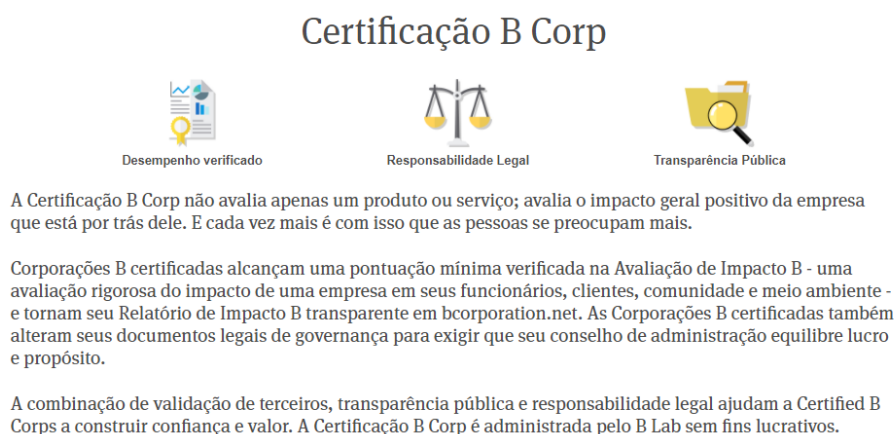 Certificação B Corp
Desempenho verificado
Responsabilidade Legal
Transparência Pública
A Certificação B Corp não avalia apenas um produto ou serviço; avalia o impacto geral positivo da empresa
que está por trás dele. E cada vez mais é com isso que as pessoas se preocupam mais.
Corporações B certificadas alcançam uma pontuação mínima verificada na Avaliação de Impacto B - uma
avaliação rigorosa do impacto de uma empresa em seus funcionários, clientes, comunidade e meio ambiente -
e tornam seu Relatório de Impacto B transparente em bcorporation.net. As Corporações B certificadas também
alteram seus documentos legais de governança para exigir que seu conselho de administração equilibre lucro
e propósito.
A combinação de validação de terceiros, transparência pública e responsabilidade legal ajudam a Certified B
Corps a construir confiança e valor. A Certificação B Corp é administrada pelo B Lab sem fins lucrativos.